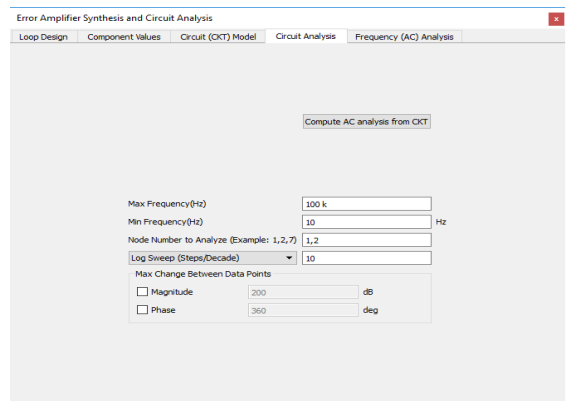 Error Amplifier Synthesis and Circuit Analysis
x
Loop Design Component Values Circuit (CKT) Model Circuit Analysis Frequency (AC) Analysis
Compute AC analysis from CKT
Max Frequency(Hz) 100 k
Min Frequency(Hz) 10 Hz
Node Number to Analyze (Example: 1,2,7) 1,2
Log Sweep (Steps/Decade) 10
Max Change Between Data Points
Magnitude 200 dB
Phase 360 deg